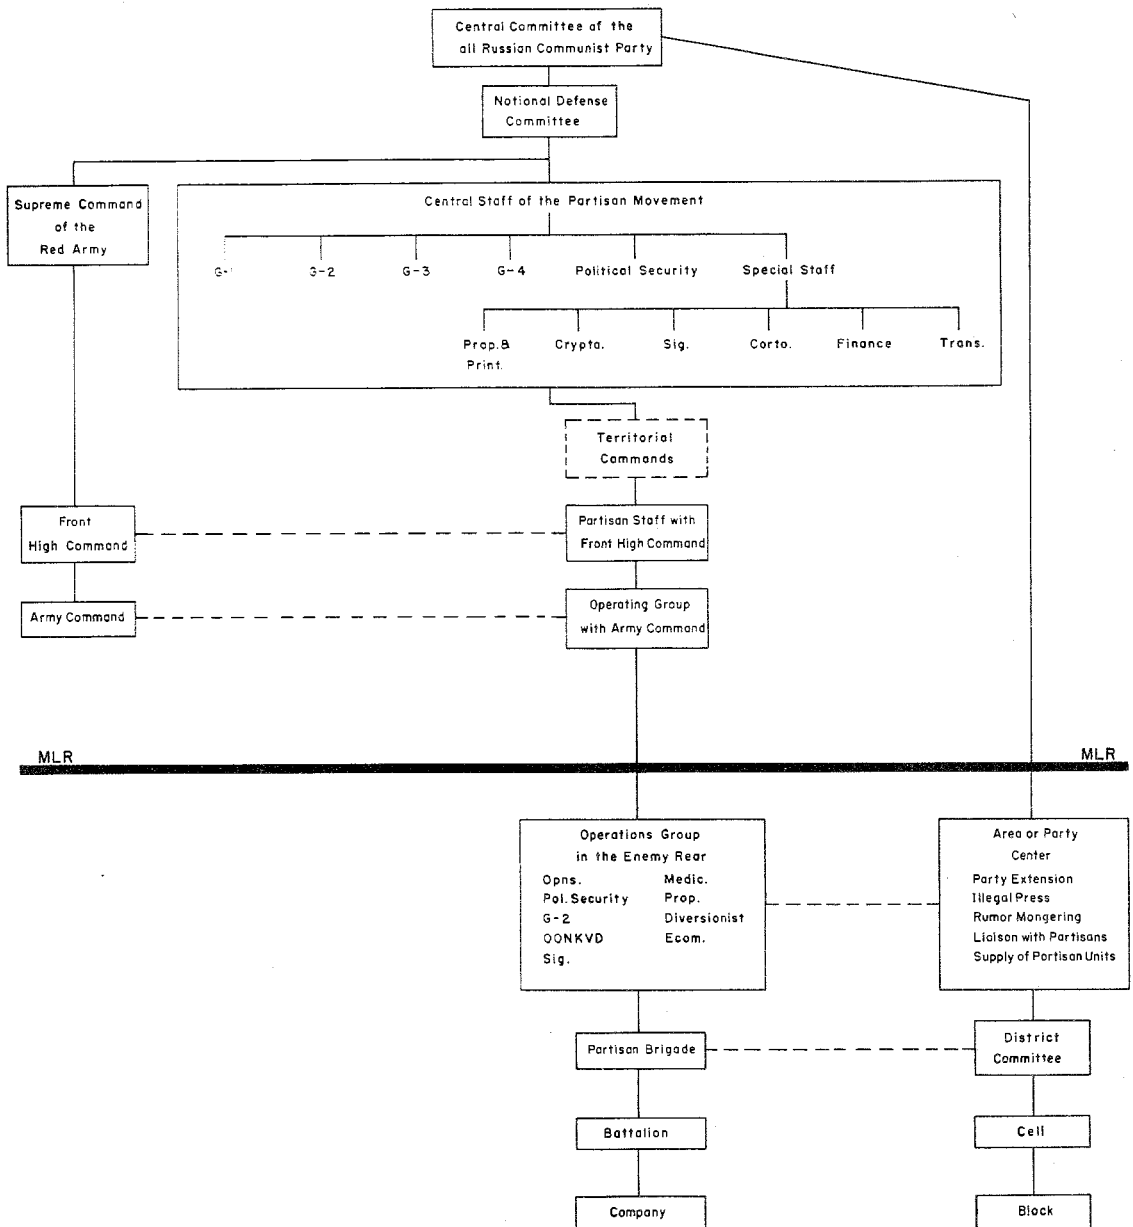 Central Committee of the
all Russian Communist Party
National Defense
Committee
Supreme Command
of the
Red Army
Central Staff of the Partisan Movement
G-1
G-2
G-3
G-4
Political Security
Special Staff
Prop.&
Print.
Crypto.
Sig.
Carto.
Finance
Trans.
Territorial
Commands
Front
High Command
Partisan Staff with
Front High Command
Army Command
Operating Group
with Army Command
MLR
MLR
Operations Group
in the Enemy Rear
Opns.
Medic.
Pol. Security
Prop.
G-2
Diversionist
OONKVD
Ecom.
Sig.
Area or Party
Center
Party Extension
Illegal Press
Rumor Mongering
Liaison with Partisans
Supply of Partisan Units
Partisan Brigade
District
Committee
Battalion
Cell
Company
Block